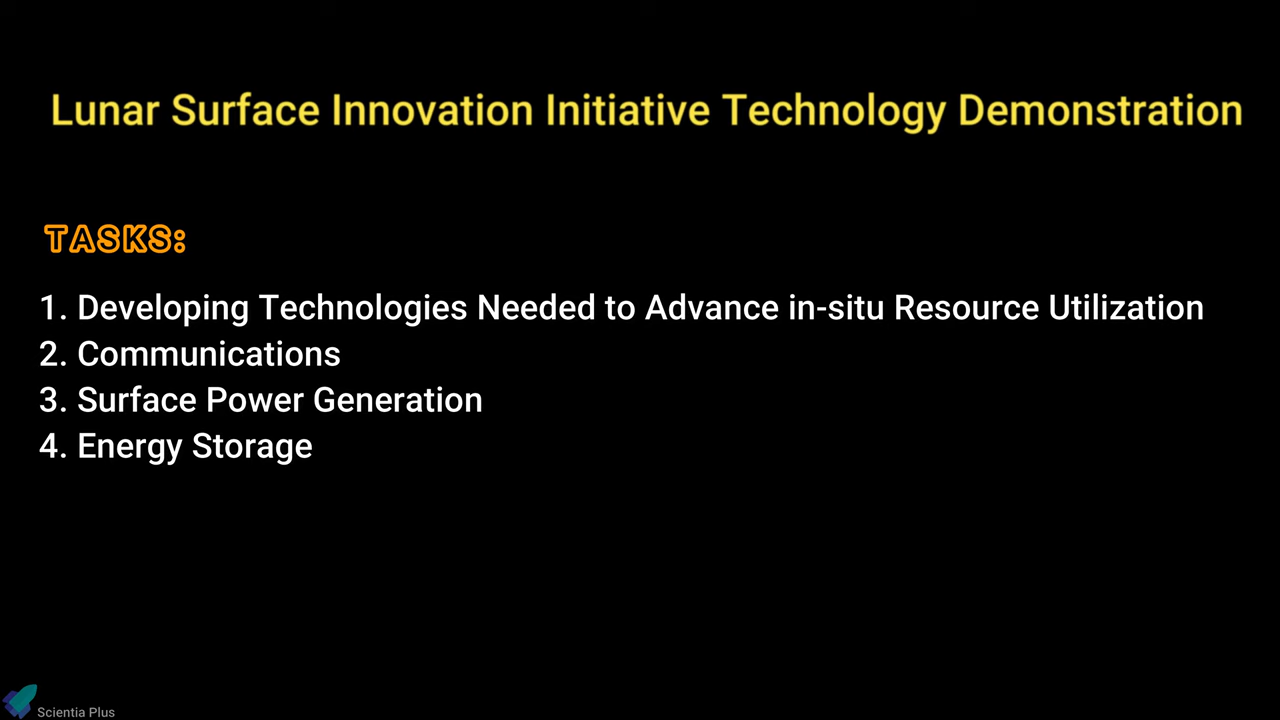 Lunar Surface Innovation Initiative Technology Demonstration
TASKS:
1. Developing Technologies Needed to Advance in-situ Resource Utilization
2. Communications
3. Surface Power Generation
4. Energy Storage
Scientia Plus